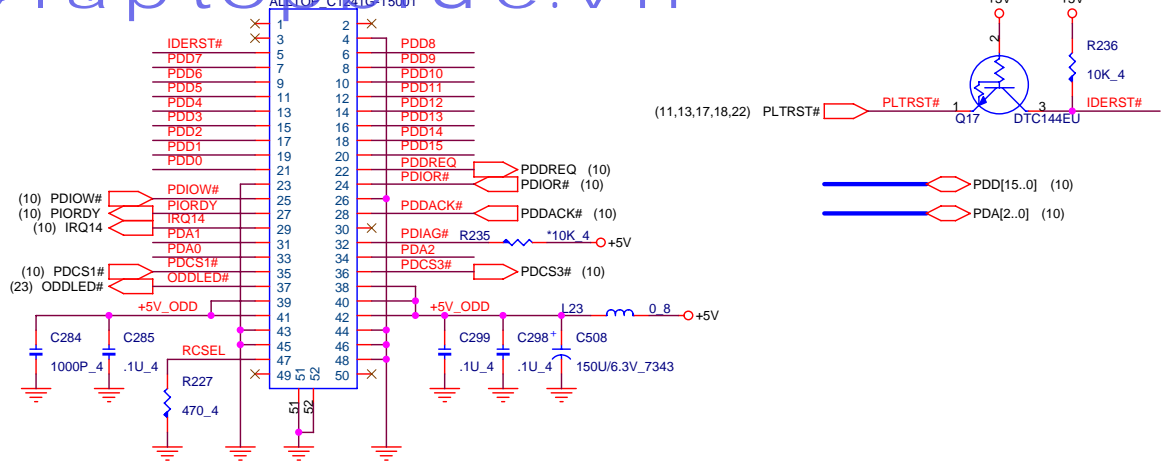 laptopblue.vn
ALLTOP_C1241G-15001
1 2
3 4
IDERST# 5 6 PDD8
PDD7 7 8 PDD9
PDD6 9 10 PDD10
PDD5 11 12 PDD11
PDD4 13 14 PDD12
PDD3 15 16 PDD13
PDD2 17 18 PDD14
PDD1 19 20 PDD15
PDD0 21 22 PDDREQ PDDREQ (10)
23 24 PDIOR# PDIOR# (10)
(10) PDIOW# PDIOW# 25 26
(10) PIORDY PIORDY 27 28 PDDACK# PDDACK# (10)
(10) IRQ14 IRQ14 29 30
PDA1 31 32 PDIAG# R235 *10K_4 +5V
PDA0 33 34 PDA2
(10) PDCS1# PDCS1# 35 36 PDCS3# PDCS3# (10)
(23) ODDLED# ODDLED# 37 38
39 40
+5V_ODD 41 42 +5V_ODD L23 0_8 +5V
43 44
45 46
RCSEL 47 48
49 51 52 50
51 52
C284
1000P_4
C285
.1U_4
R227
470_4
C299
.1U_4
C298
.1U_4
+
C508
150U/6.3V_7343
+5V +5V
2
R236
10K_4
(11,13,17,18,22) PLTRST# PLTRST# 1 3 IDERST#
Q17 DTC144EU
PDD[15..0] (10)
PDA[2..0] (10)